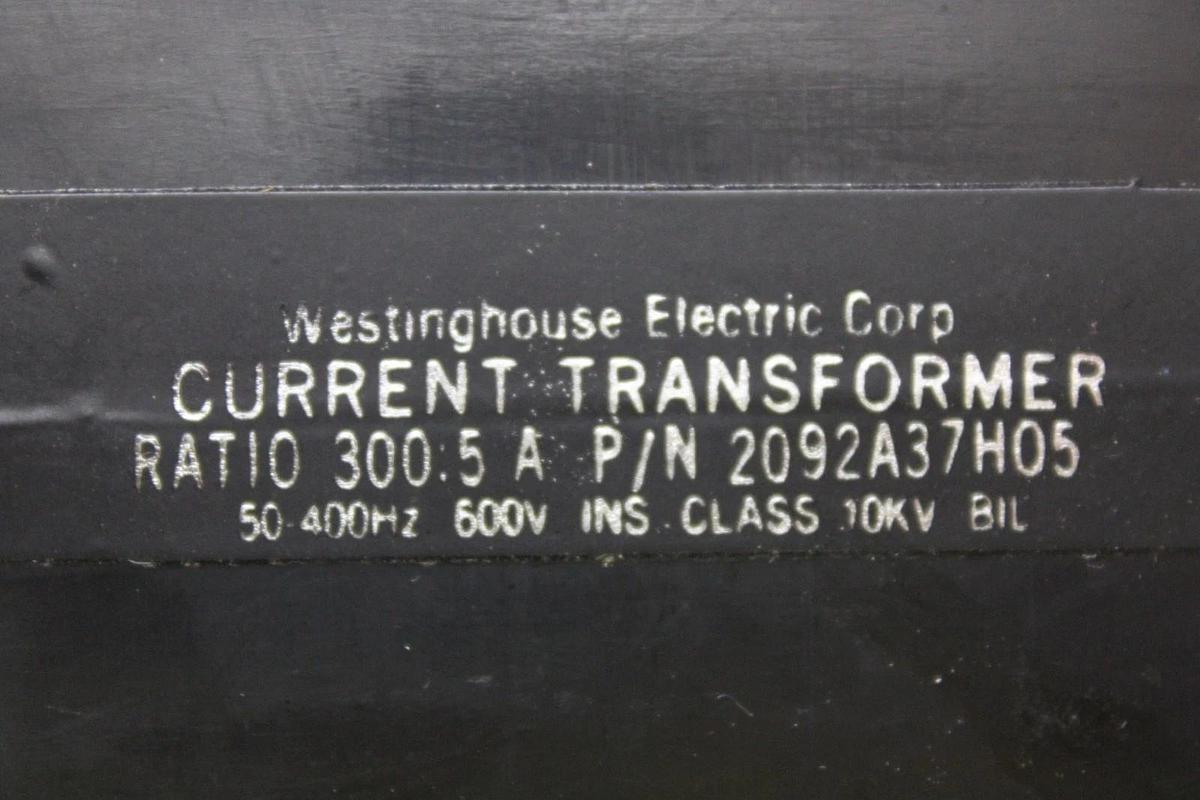 Westinghouse Electric Corp
CURRENT TRANSFORMER
RATIO 300:5 A P/N 2092A37H05
50-400Hz 600V INS CLASS 10KV BIL